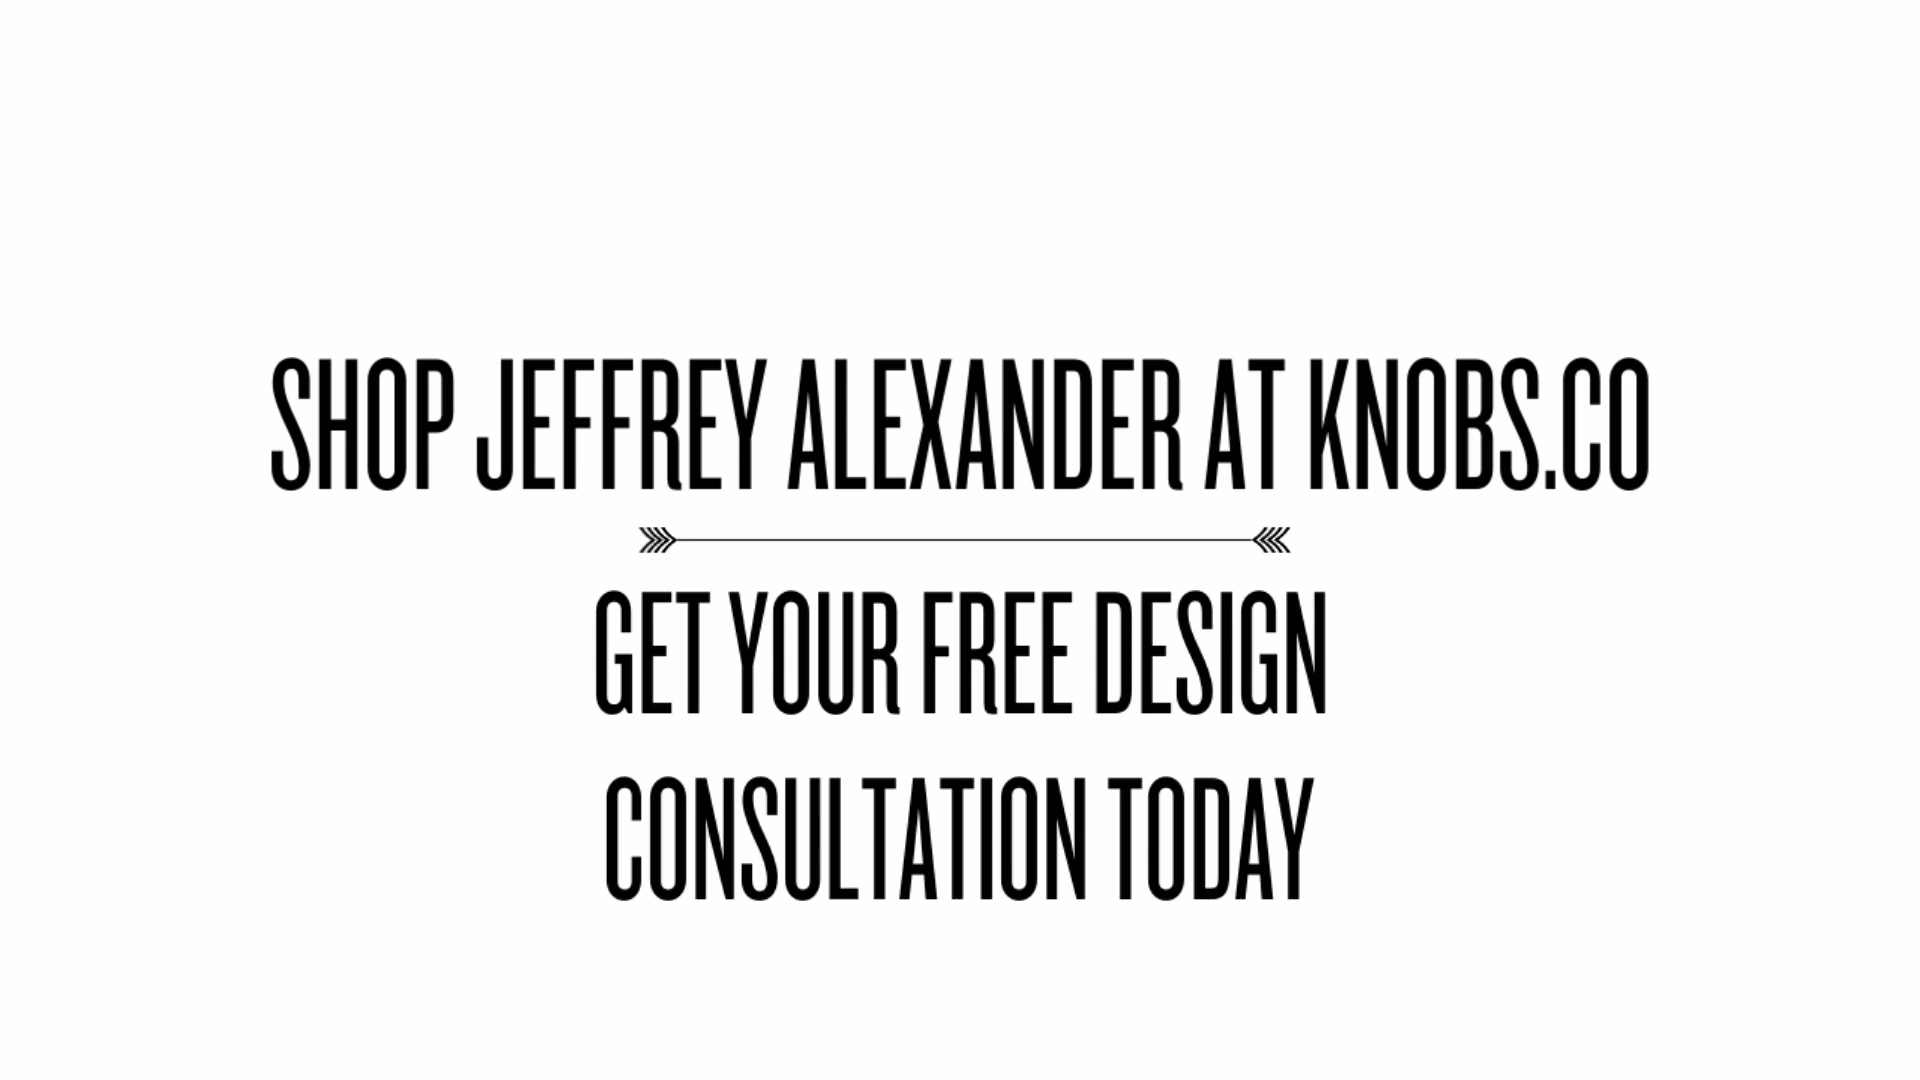 SHOP JEFFREY ALEXANDER AT KNOBS.CO
GET YOUR FREE DESIGN
CONSULTATION TODAY